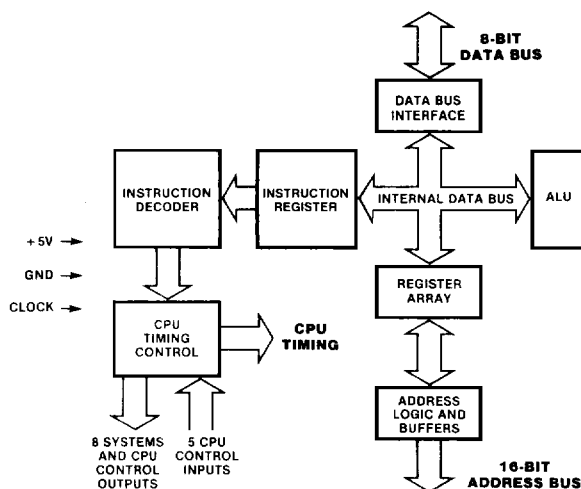 8-BIT
DATA BUS
DATA BUS
INTERFACE
INSTRUCTION
DECODER
INSTRUCTION
REGISTER
INTERNAL DATA BUS
ALU
+5V
GND
CLOCK
REGISTER
ARRAY
CPU
TIMING
CONTROL
CPU
TIMING
ADDRESS
LOGIC AND
BUFFERS
8 SYSTEMS
AND CPU
CONTROL
OUTPUTS
5 CPU
CONTROL
INPUTS
16-BIT
ADDRESS BUS